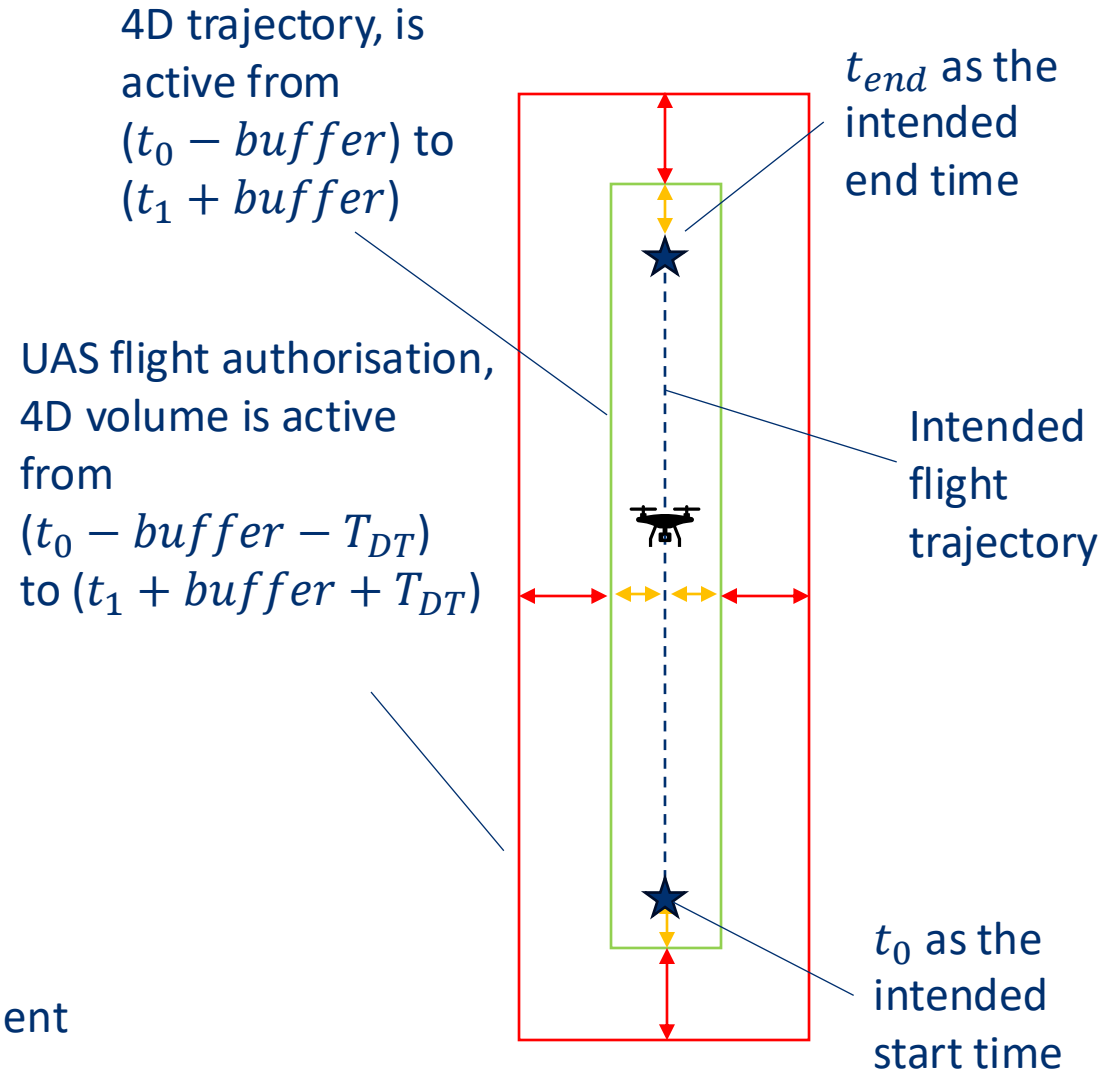 4D trajectory, is
active from
(t₀ − buffer) to
(t₁ + buffer)
t_end as the
intended
end time
UAS flight authorisation,
4D volume is active
from
(t₀ − buffer − T_DT)
to (t₁ + buffer + T_DT)
Intended
flight
trajectory
t₀ as the
intended
start time
ent